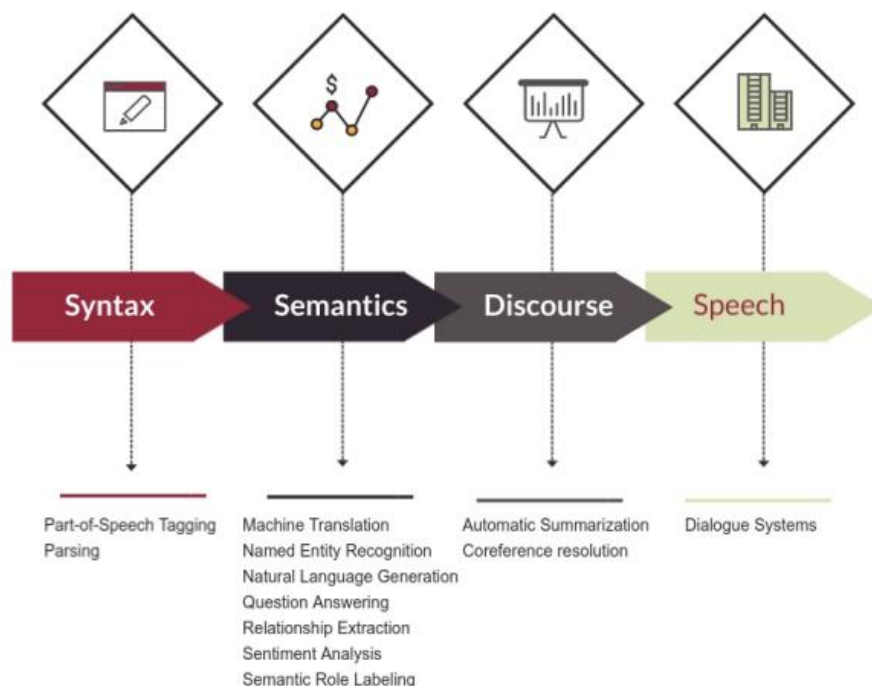 $
Syntax
Semantics
Discourse
Speech
Part-of-Speech Tagging
Parsing
Machine Translation
Named Entity Recognition
Natural Language Generation
Question Answering
Relationship Extraction
Sentiment Analysis
Semantic Role Labeling
Automatic Summarization
Coreference resolution
Dialogue Systems